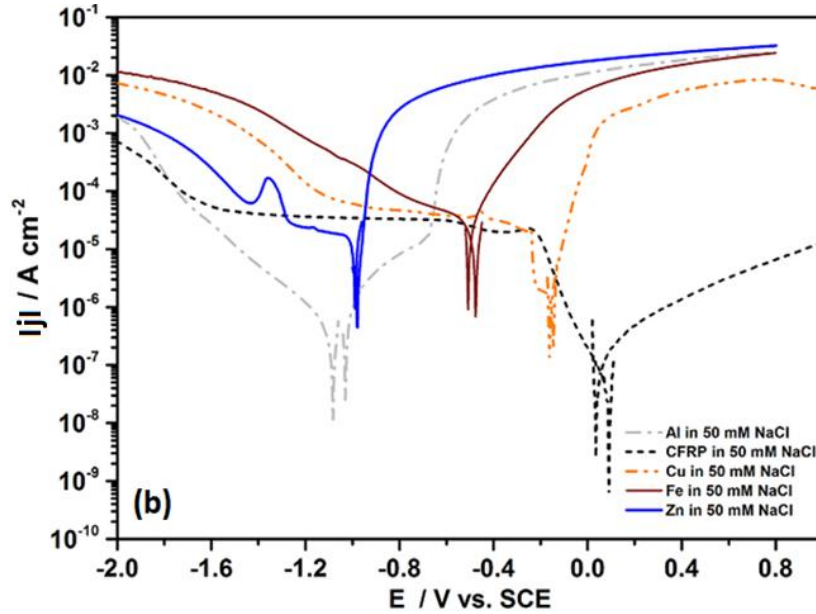 10⁻¹
10⁻²
10⁻³
10⁻⁴
10⁻⁵
10⁻⁶
10⁻⁷
10⁻⁸
10⁻⁹
10⁻¹⁰
|j| / A cm⁻²
(b)
Al in 50 mM NaCl
CFRP in 50 mM NaCl
Cu in 50 mM NaCl
Fe in 50 mM NaCl
Zn in 50 mM NaCl
-2.0 -1.6 -1.2 -0.8 -0.4 0.0 0.4 0.8
E / V vs. SCE